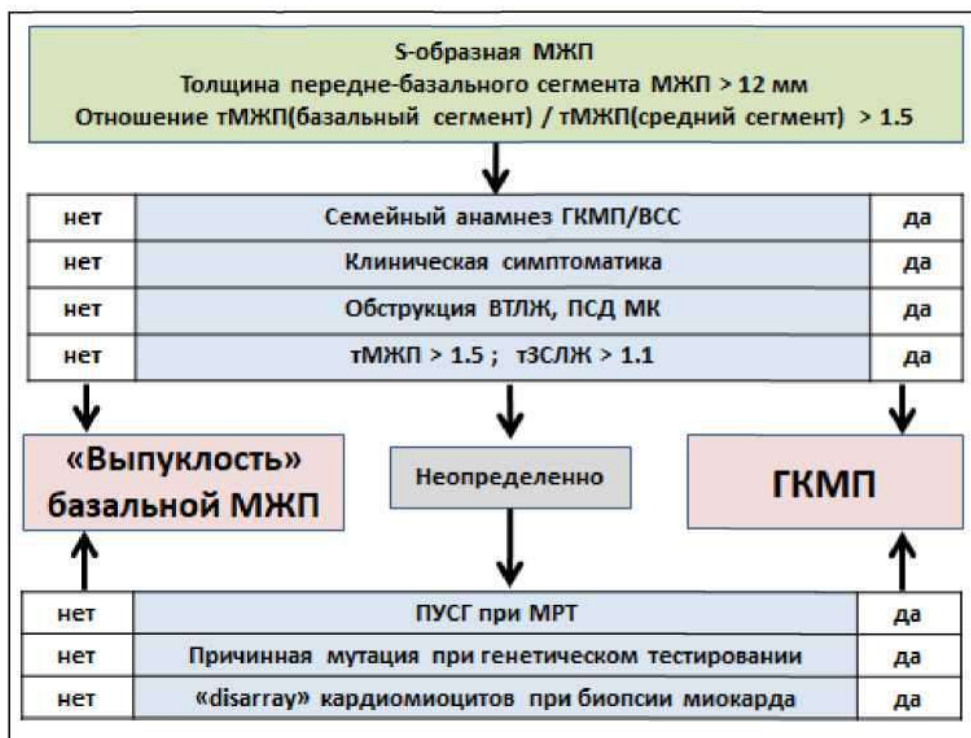 S-образная МЖП
Толщина передне-базального сегмента МЖП > 12 мм
Отношение тМЖП(базальный сегмент) / тМЖП(средний сегмент) > 1.5
нет Семейный анамнез ГКМП/ВСС да
нет Клиническая симптоматика да
нет Обструкция ВТЛЖ, ПСД МК да
нет тМЖП > 1.5 ; тЗСЛЖ > 1.1 да
«Выпуклость»
базальной МЖП
Неопределенно
ГКМП
нет ПУСГ при МРТ да
нет Причинная мутация при генетическом тестировании да
нет «disarray» кардиомиоцитов при биопсии миокарда да